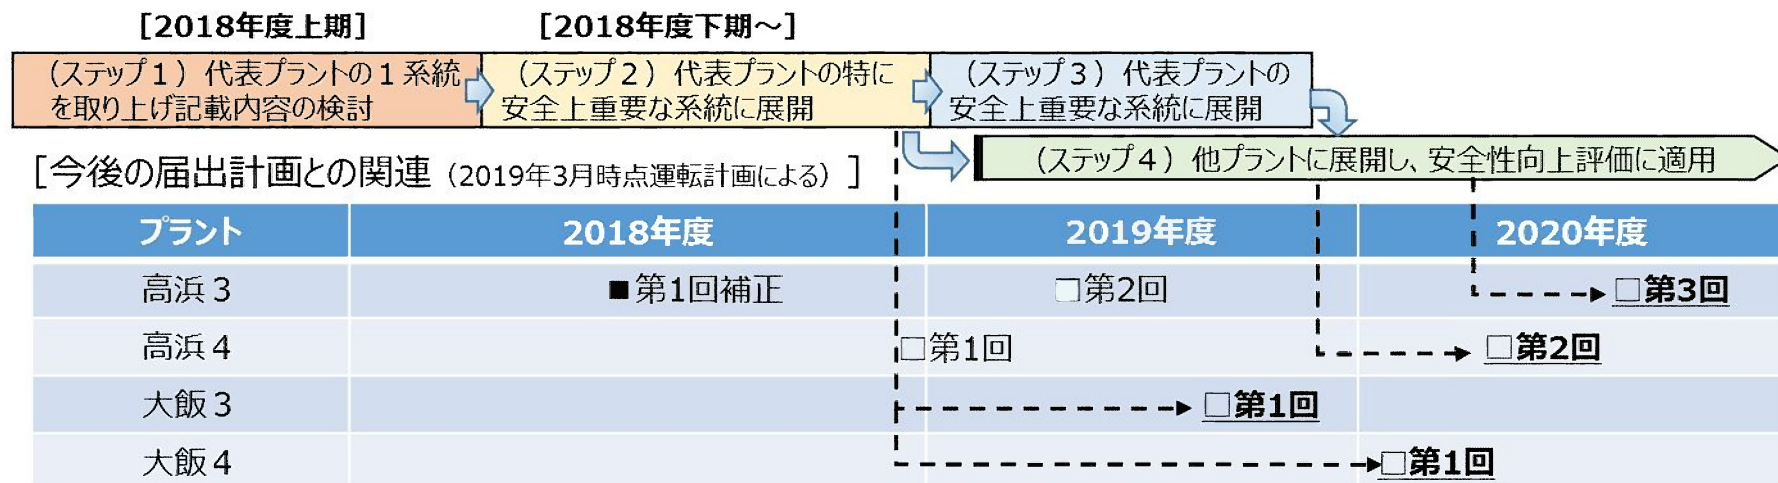 [2018年度上期]
[2018年度下期～]
（ステップ１）代表プラントの１系統
を取り上げ記載内容の検討
（ステップ２）代表プラントの特に
安全上重要な系統に展開
（ステップ３）代表プラントの
安全上重要な系統に展開
（ステップ４）他プラントに展開し、安全性向上評価に適用
[今後の届出計画との関連（2019年3月時点運転計画による）]
プラント 2018年度 2019年度 2020年度
高浜３ ■第1回補正 □第2回 □第3回
高浜４ □第1回 □第2回
大飯３ □第1回
大飯４ □第1回